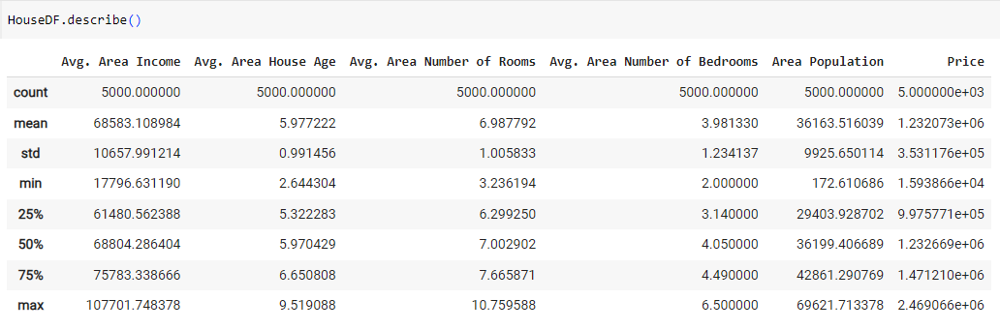 HouseDF.describe()
Avg. Area Income Avg. Area House Age Avg. Area Number of Rooms Avg. Area Number of Bedrooms Area Population Price
count 5000.000000 5000.000000 5000.000000 5000.000000 5000.000000 5.000000e+03
mean 68583.108984 5.977222 6.987792 3.981330 36163.516039 1.232073e+06
std 10657.991214 0.991456 1.005833 1.234137 9925.650114 3.531176e+05
min 17796.631190 2.644304 3.236194 2.000000 172.610686 1.593866e+04
25% 61480.562388 5.322283 6.299250 3.140000 29403.928702 9.975771e+05
50% 68804.286404 5.970429 7.002902 4.050000 36199.406689 1.232669e+06
75% 75783.338666 6.650808 7.665871 4.490000 42861.290769 1.471210e+06
max 107701.748378 9.519088 10.759588 6.500000 69621.713378 2.469066e+06